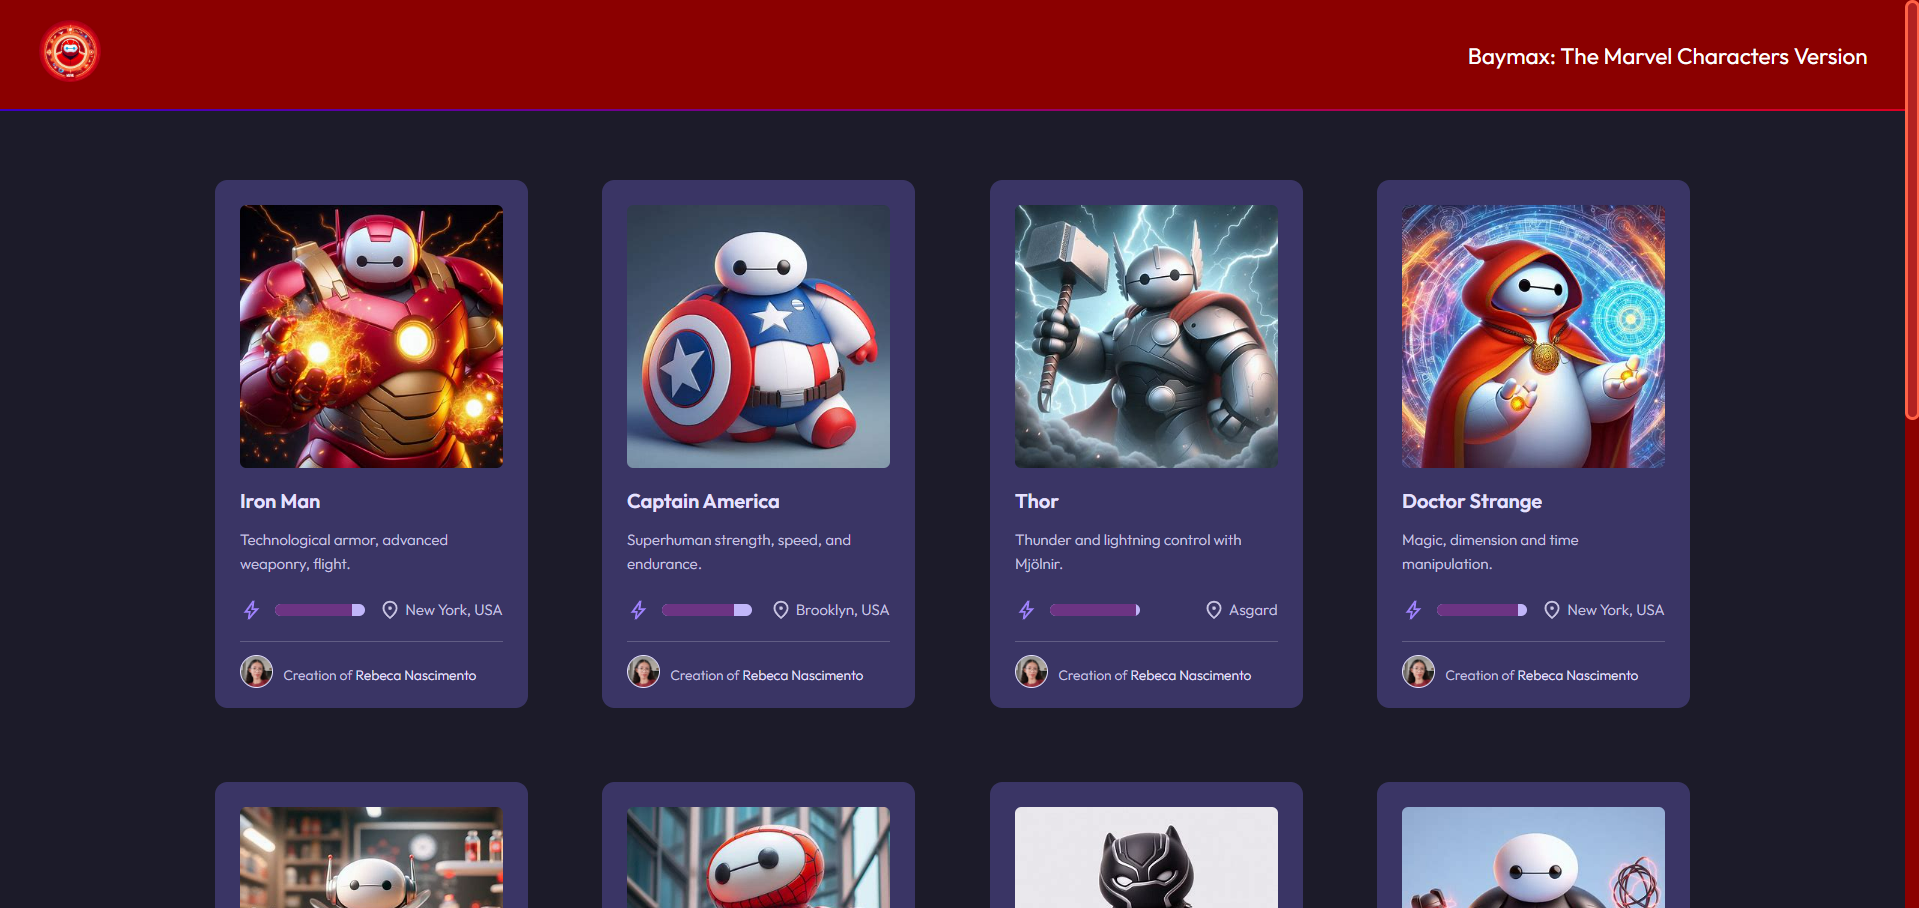 Baymax: The Marvel Characters Version
Iron Man
Technological armor, advanced
weaponry, flight.
New York, USA
Creation of Rebeca Nascimento
Captain America
Superhuman strength, speed, and
endurance.
Brooklyn, USA
Creation of Rebeca Nascimento
Thor
Thunder and lightning control with
Mjölnir.
Asgard
Creation of Rebeca Nascimento
Doctor Strange
Magic, dimension and time
manipulation.
New York, USA
Creation of Rebeca Nascimento